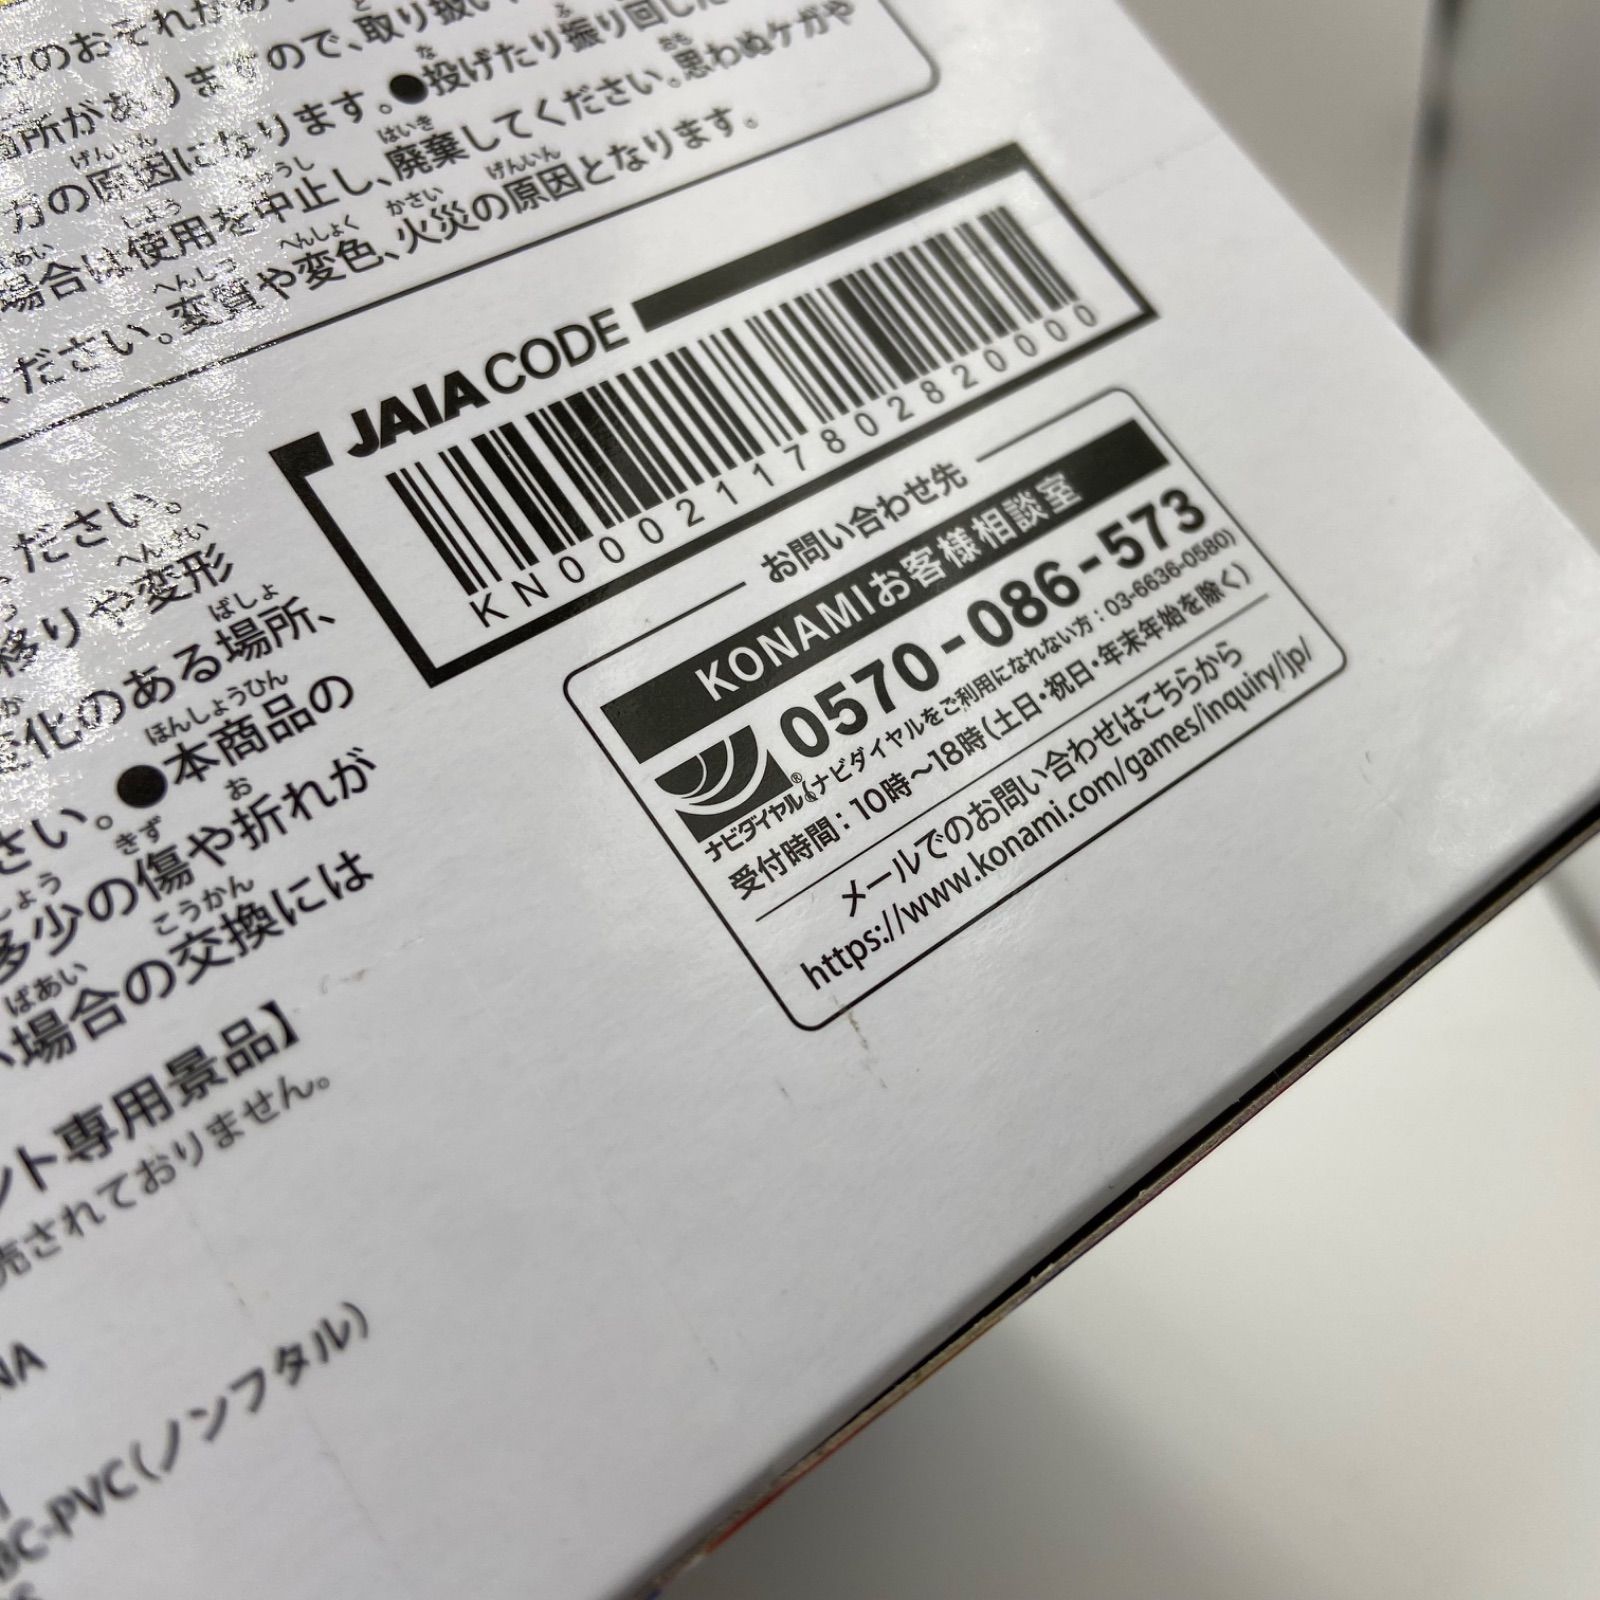 のおそれがあ
取り扱い
所がありますので、取り扱い
の原因になります。●投げたり振り回した
場合は使用を中止し、廃棄してください。思わぬケガや
ください。変質や変色、火災の原因となります。
JAIA CODE
KN000211780282000
お問い合わせ先
KONAMIお客様相談室
0570-086-573
ナビダイヤル® ナビダイヤルをご利用になれない方：03-6636-0580)
受付時間：10時～18時(土日・祝日・年末年始を除く)
メールでのお問い合わせはこちらから
https://www.konami.com/games/inquiry/jp/
ください。
移りや変形
化のある場所、
さい。●本商品の
多少の傷や折れが
場合の交換には
ント専用景品】
売されておりません。
NA
BC-PVC(ノンフタル)